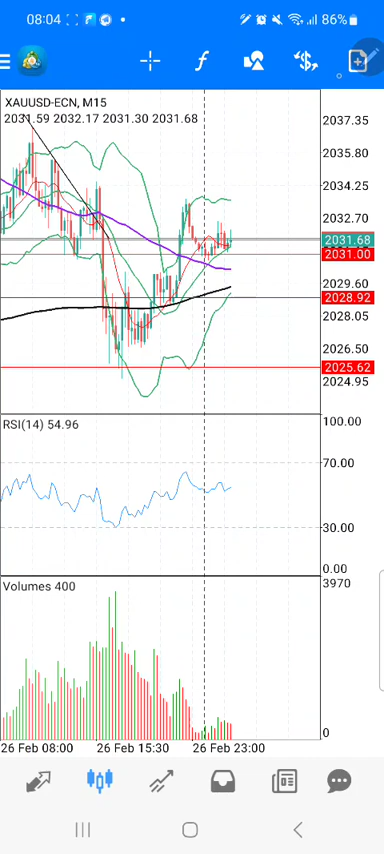 08:04
86%
XAUUSD-ECN, M15
2031.59 2032.17 2031.30 2031.68
2037.35
2035.80
2034.25
2032.70
2031.68
2031.00
2029.60
2028.92
2028.05
2026.50
2025.62
2024.95
RSI(14) 54.96
100.00
70.00
30.00
0.00
Volumes 400
3970
0
26 Feb 08:00
26 Feb 15:30
26 Feb 23:00